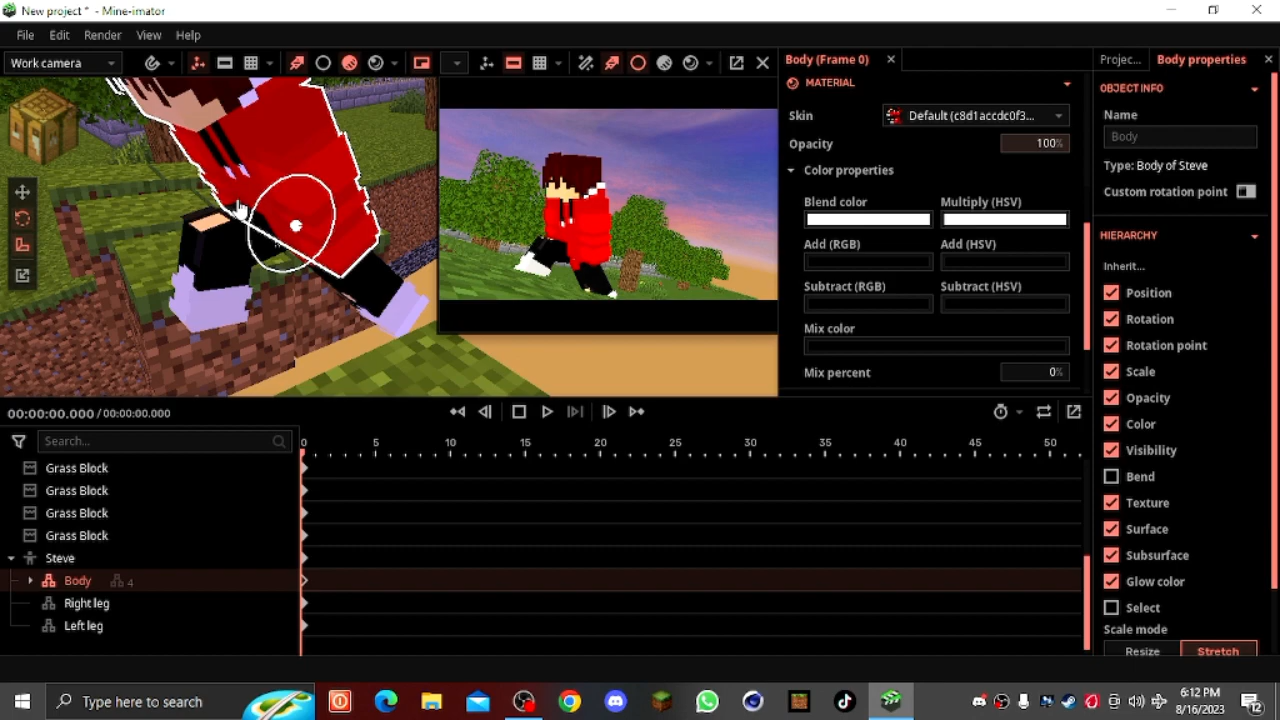 New project * - Mine-imator
File Edit Render View Help
Work camera
Body (Frame 0)
Projec... Body properties
MATERIAL
Skin Default (c8d1accdc0f3...
Opacity 100%
Color properties
Blend color Multiply (HSV)
Add (RGB) Add (HSV)
Subtract (RGB) Subtract (HSV)
Mix color
Mix percent 0%
OBJECT INFO
Name
Body
Type: Body of Steve
Custom rotation point
HIERARCHY
Inherit...
Position
Rotation
Rotation point
Scale
Opacity
Color
Visibility
Bend
Texture
Surface
Subsurface
Glow color
Select
Scale mode
Resize Stretch
00:00:00.000 / 00:00:00.000
Search...
0 5 10 15 20 25 30 35 40 45 50
Grass Block
Grass Block
Grass Block
Grass Block
Steve
Body 4
Right leg
Left leg
Type here to search
6:12 PM
8/16/2023
12